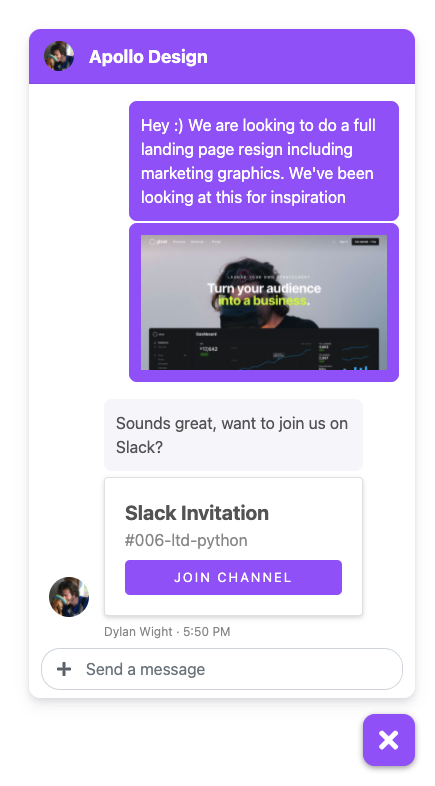 Apollo Design
Hey :) We are looking to do a full
landing page resign including
marketing graphics. We've been
looking at this for inspiration
Turn your audience
into a business.
Dashboard
Sounds great, want to join us on
Slack?
Slack Invitation
#006-ltd-python
JOIN CHANNEL
Dylan Wight · 5:50 PM
Send a message